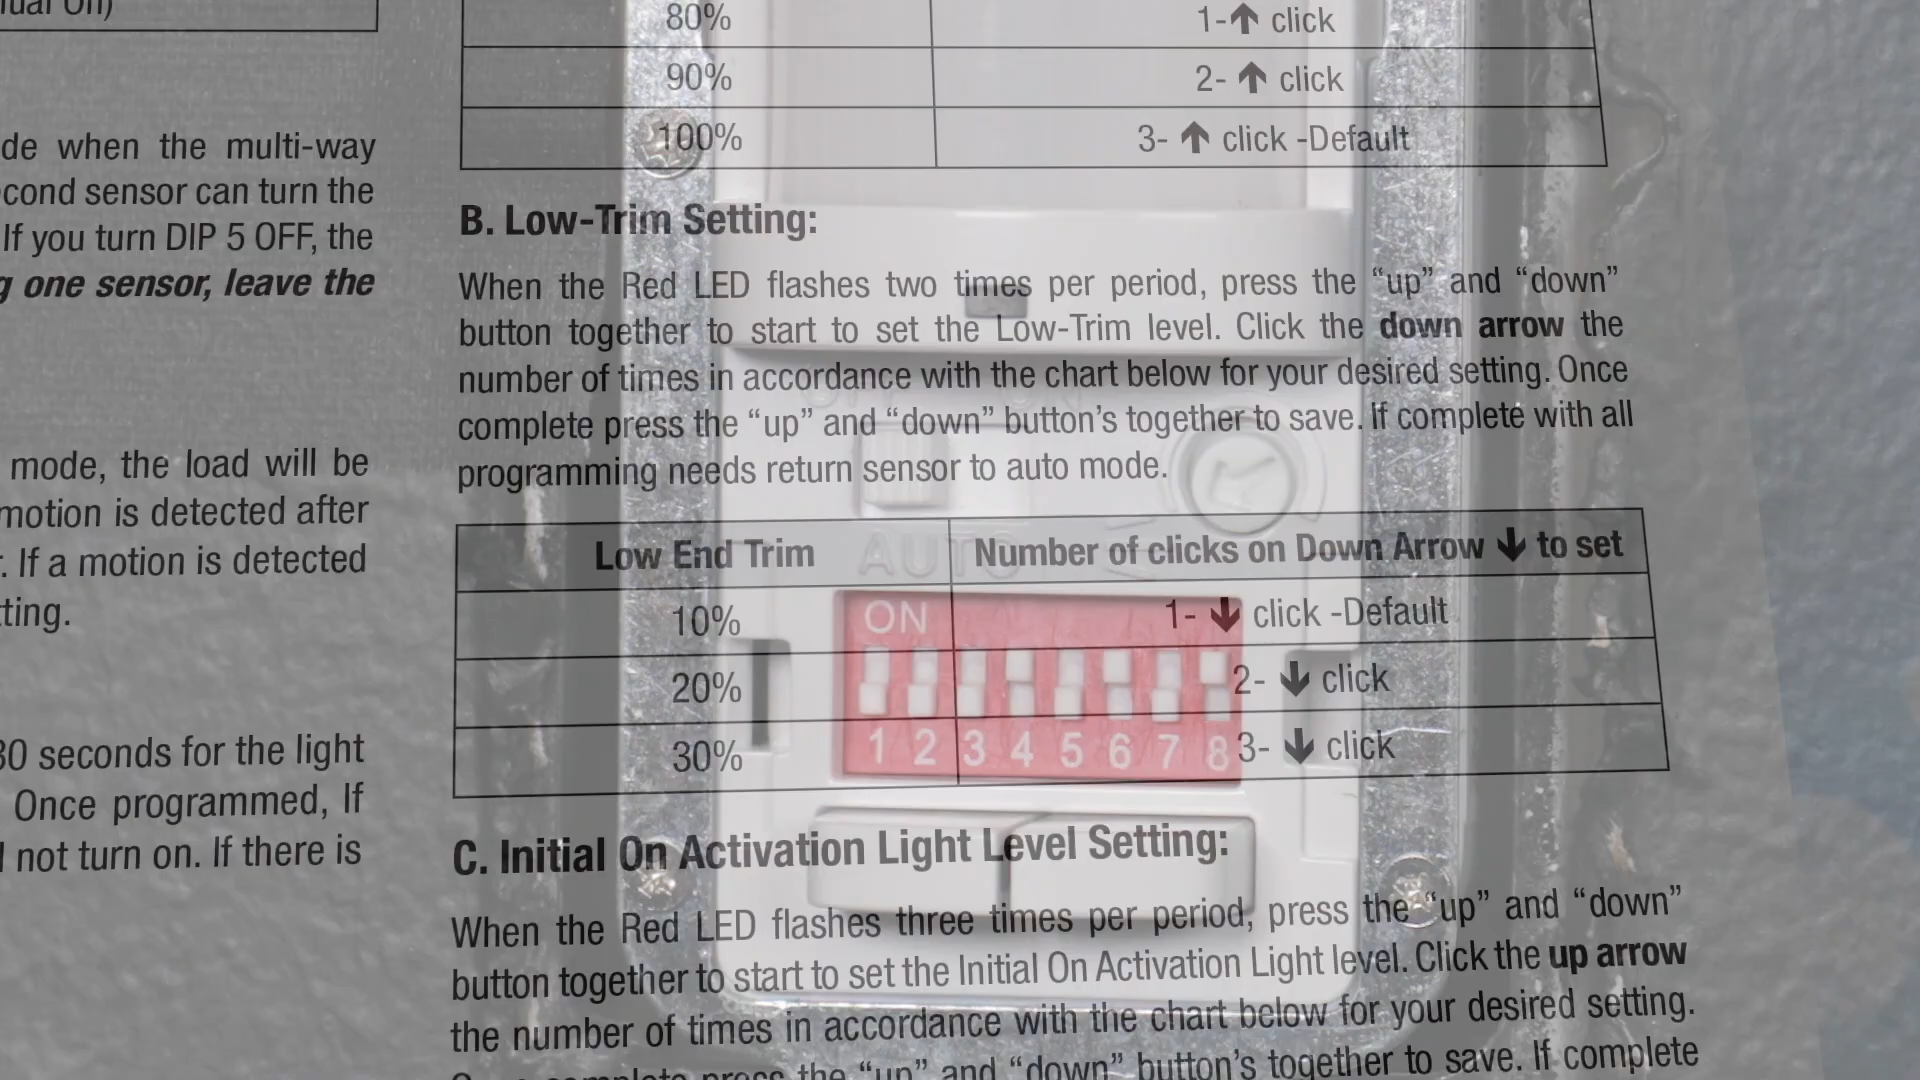 ual On)
de when the multi-way
cond sensor can turn the
If you turn DIP 5 OFF, the
g one sensor, leave the
mode, the load will be
motion is detected after
. If a motion is detected
tting.
30 seconds for the light
Once programmed, If
not turn on. If there is
80% 1-↑ click
90% 2- ↑ click
100% 3- ↑ click -Default
B. Low-Trim Setting:
When the Red LED flashes two times per period, press the “up” and “down”
button together to start to set the Low-Trim level. Click the down arrow the
number of times in accordance with the chart below for your desired setting. Once
complete press the “up” and “down” button’s together to save. If complete with all
programming needs return sensor to auto mode.
Low End Trim Number of clicks on Down Arrow ↓ to set
10% 1- ↓ click -Default
20% 2- ↓ click
30% 3- ↓ click
C. Initial On Activation Light Level Setting:
When the Red LED flashes three times per period, press the “up” and “down”
button together to start to set the Initial On Activation Light level. Click the up arrow
the number of times in accordance with the chart below for your desired setting.
Once complete press the “up” and “down” button’s together to save. If complete
AUTO
ON
1 2 3 4 5 6 7 8